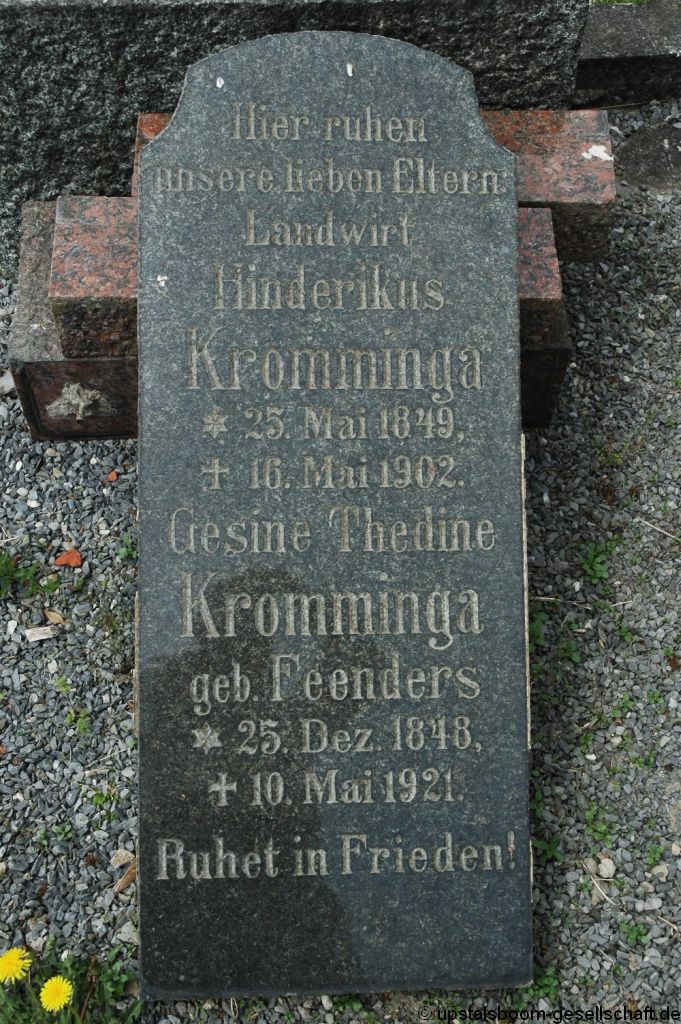 Hier ruhen
unsere lieben Eltern
Landwirt
Hinderikus
Kromminga
* 25. Mai 1849,
✝ 16. Mai 1902.
Gesine Thedine
Kromminga
geb. Feenders
* 25. Dez. 1848,
✝ 10. Mai 1921.
Ruhet in Frieden!
© upstalsboom-gesellschaft.de